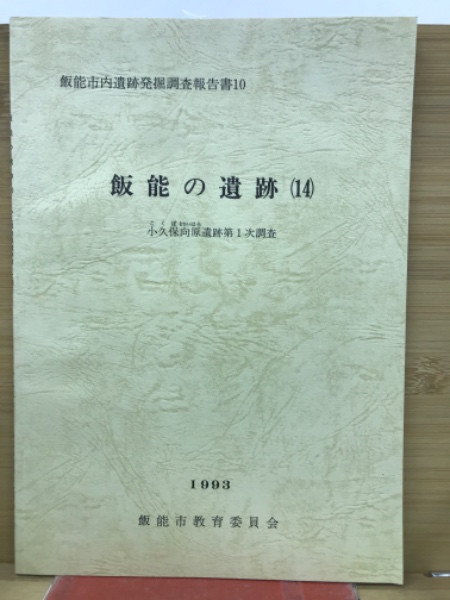 飯能市内遺跡発掘調査報告書10
飯能の遺跡(14)
小久保向原遺跡第1次調査
1993
飯能市教育委員会